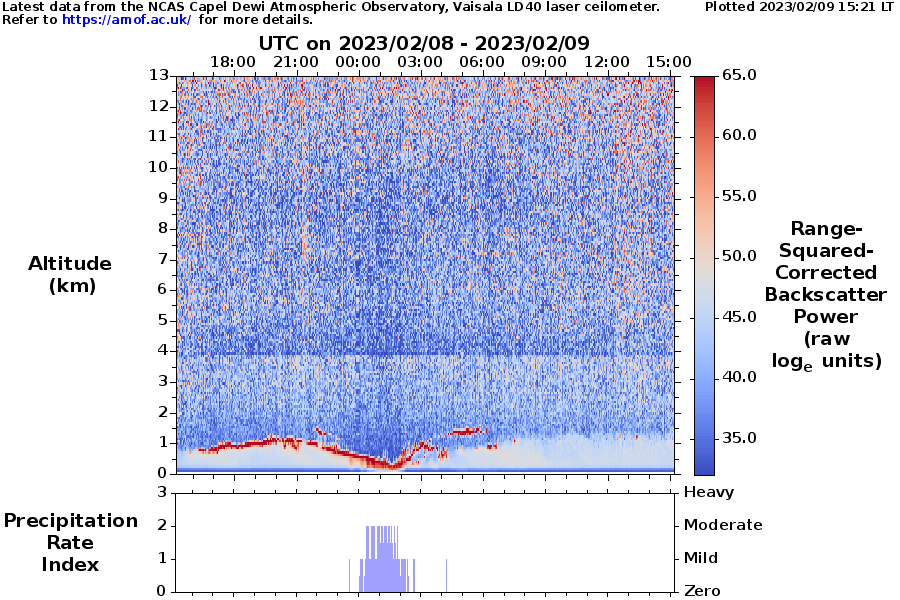 Latest data from the NCAS Capel Dewi Atmospheric Observatory, Vaisala LD40 laser ceilometer. Plotted 2023/02/09 15:21 LT
Refer to https://amof.ac.uk/ for more details.
UTC on 2023/02/08 - 2023/02/09
18:00 21:00 00:00 03:00 06:00 09:00 12:00 15:00
13
12
11
10
9
8
7
6
5
4
3
2
1
0
Altitude
(km)
65.0
60.0
55.0
50.0
45.0
40.0
35.0
Range-
Squared-
Corrected
Backscatter
Power
(raw
loge units)
Precipitation
Rate
Index
3
2
1
0
Heavy
Moderate
Mild
Zero